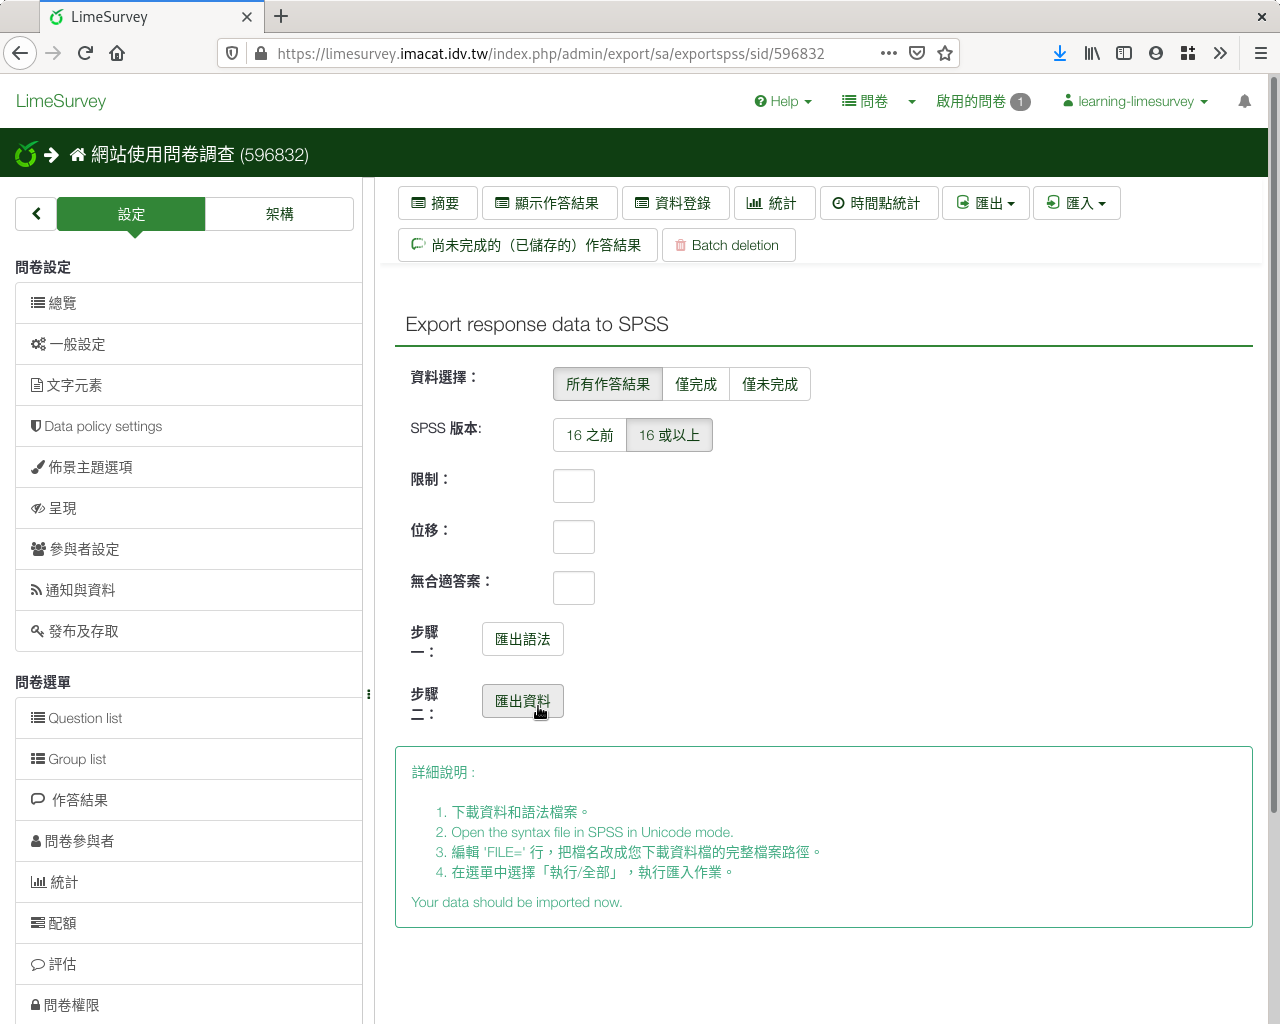 LimeSurvey
https://limesurvey.imacat.idv.tw/index.php/admin/export/sa/exportspss/sid/596832
LimeSurvey
Help
問卷
啟用的問卷 1
learning-limesurvey
網站使用問卷調查 (596832)
設定
架構
問卷設定
總覽
一般設定
文字元素
Data policy settings
佈景主題選項
呈現
參與者設定
通知與資料
發布及存取
問卷選單
Question list
Group list
作答結果
問卷參與者
統計
配額
評估
問卷權限
摘要
顯示作答結果
資料登錄
統計
時間點統計
匯出
匯入
尚未完成的（已儲存的）作答結果
Batch deletion
Export response data to SPSS
資料選擇：
所有作答結果
僅完成
僅未完成
SPSS 版本:
16 之前
16 或以上
限制：
位移：
無合適答案：
步驟
一：
匯出語法
步驟
二：
匯出資料
詳細說明 :
1. 下載資料和語法檔案。
2. Open the syntax file in SPSS in Unicode mode.
3. 編輯 'FILE=' 行，把檔名改成您下載資料檔的完整檔案路徑。
4. 在選單中選擇「執行/全部」，執行匯入作業。
Your data should be imported now.